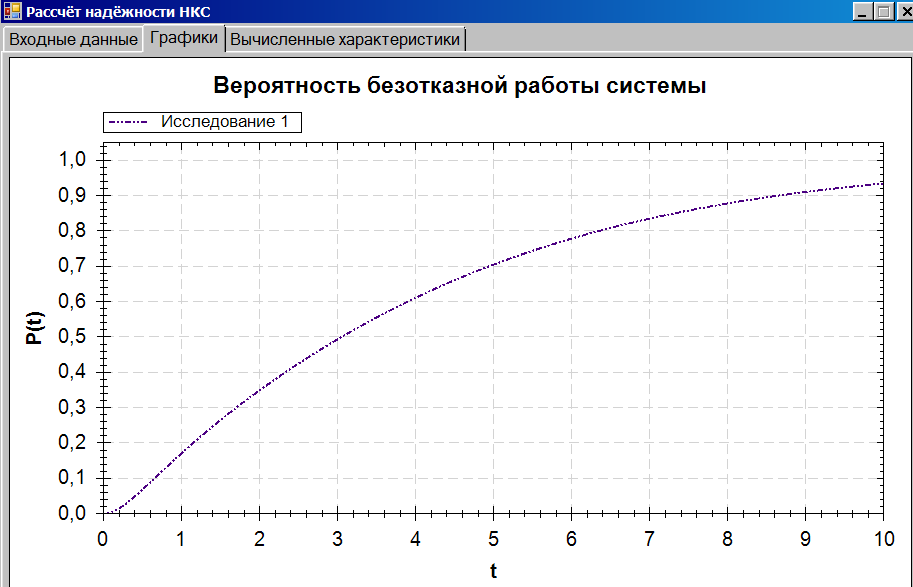 Рассчёт надёжности НКС
Входные данные Графики Вычисленные характеристики
Вероятность безотказной работы системы
Исследование 1
1,0
0,9
0,8
0,7
0,6
0,5
0,4
0,3
0,2
0,1
0,0
P(t)
0 1 2 3 4 5 6 7 8 9 10
t